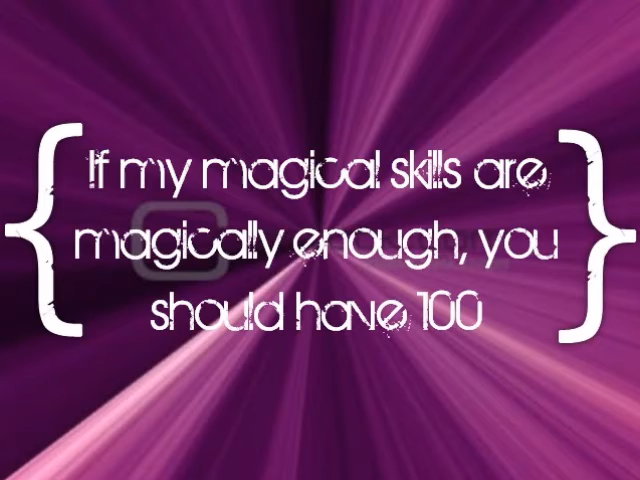 If my magical skills are
magically enough, you
should have 100